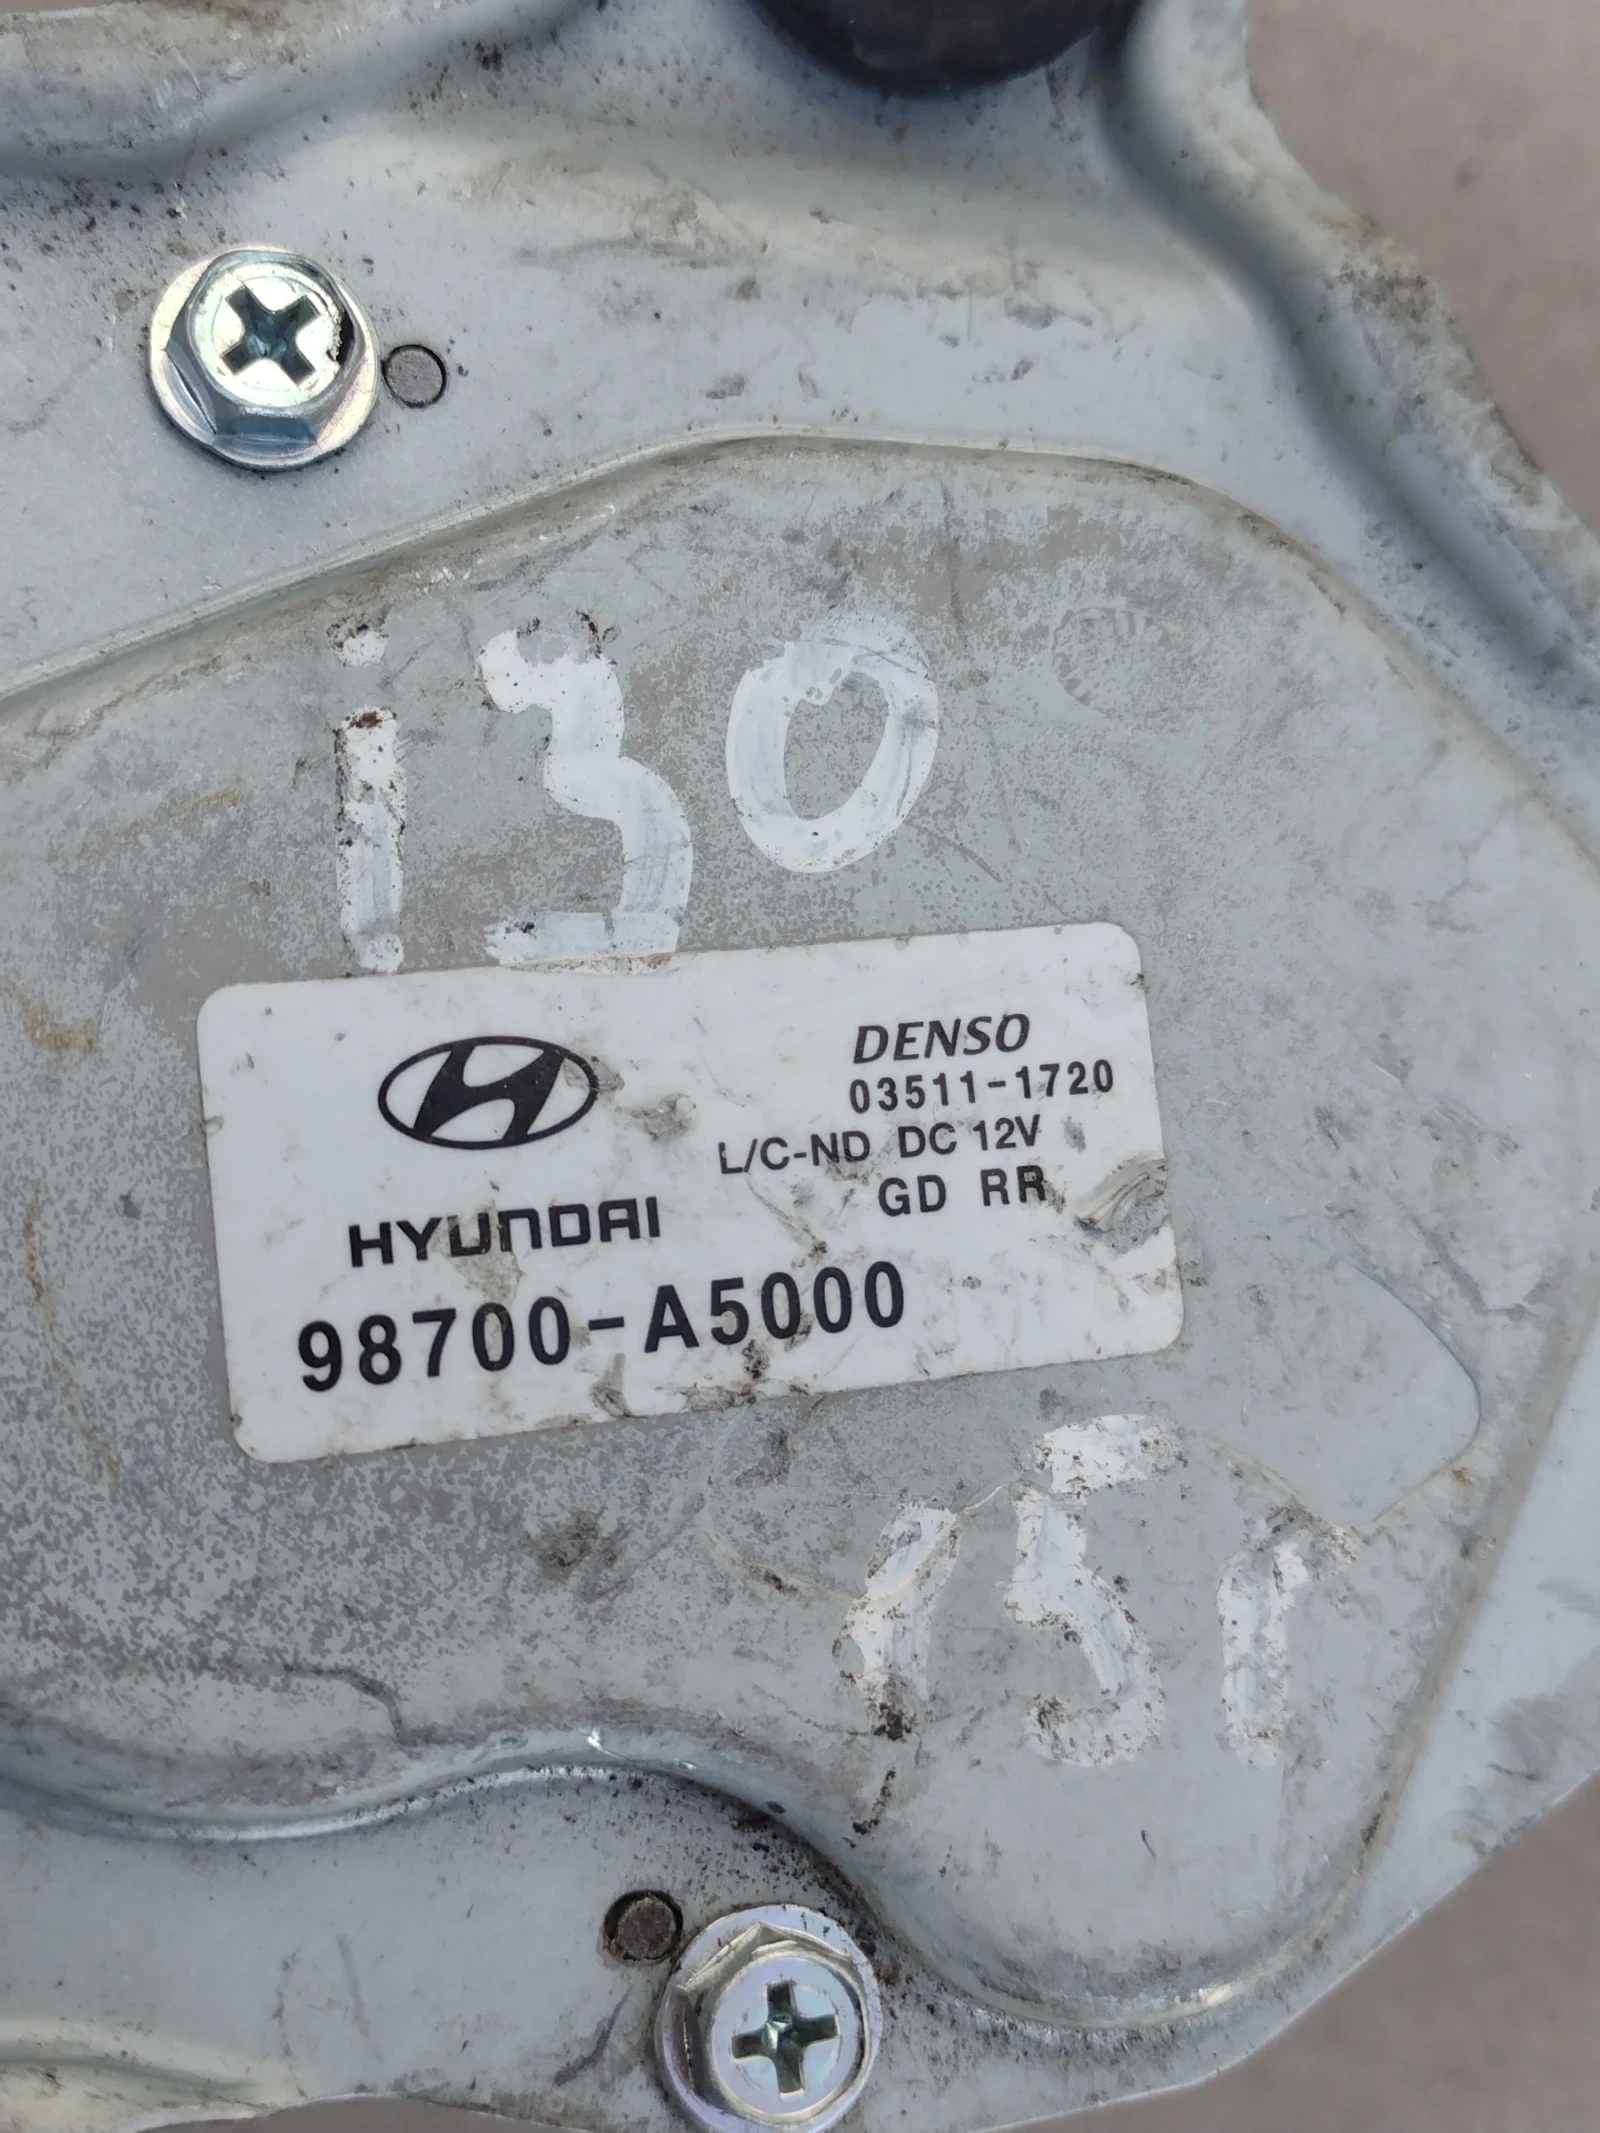 i30
DENSO
03511-1720
L/C-ND DC 12V
GD RR
HYUNDAI
98700-A5000